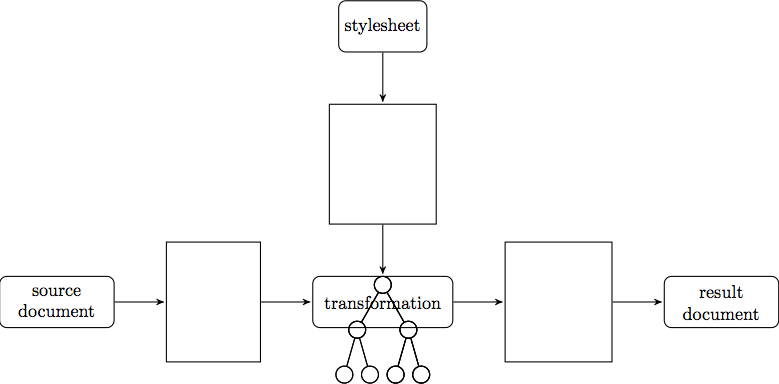 stylesheet
source
document
transformation
result
document